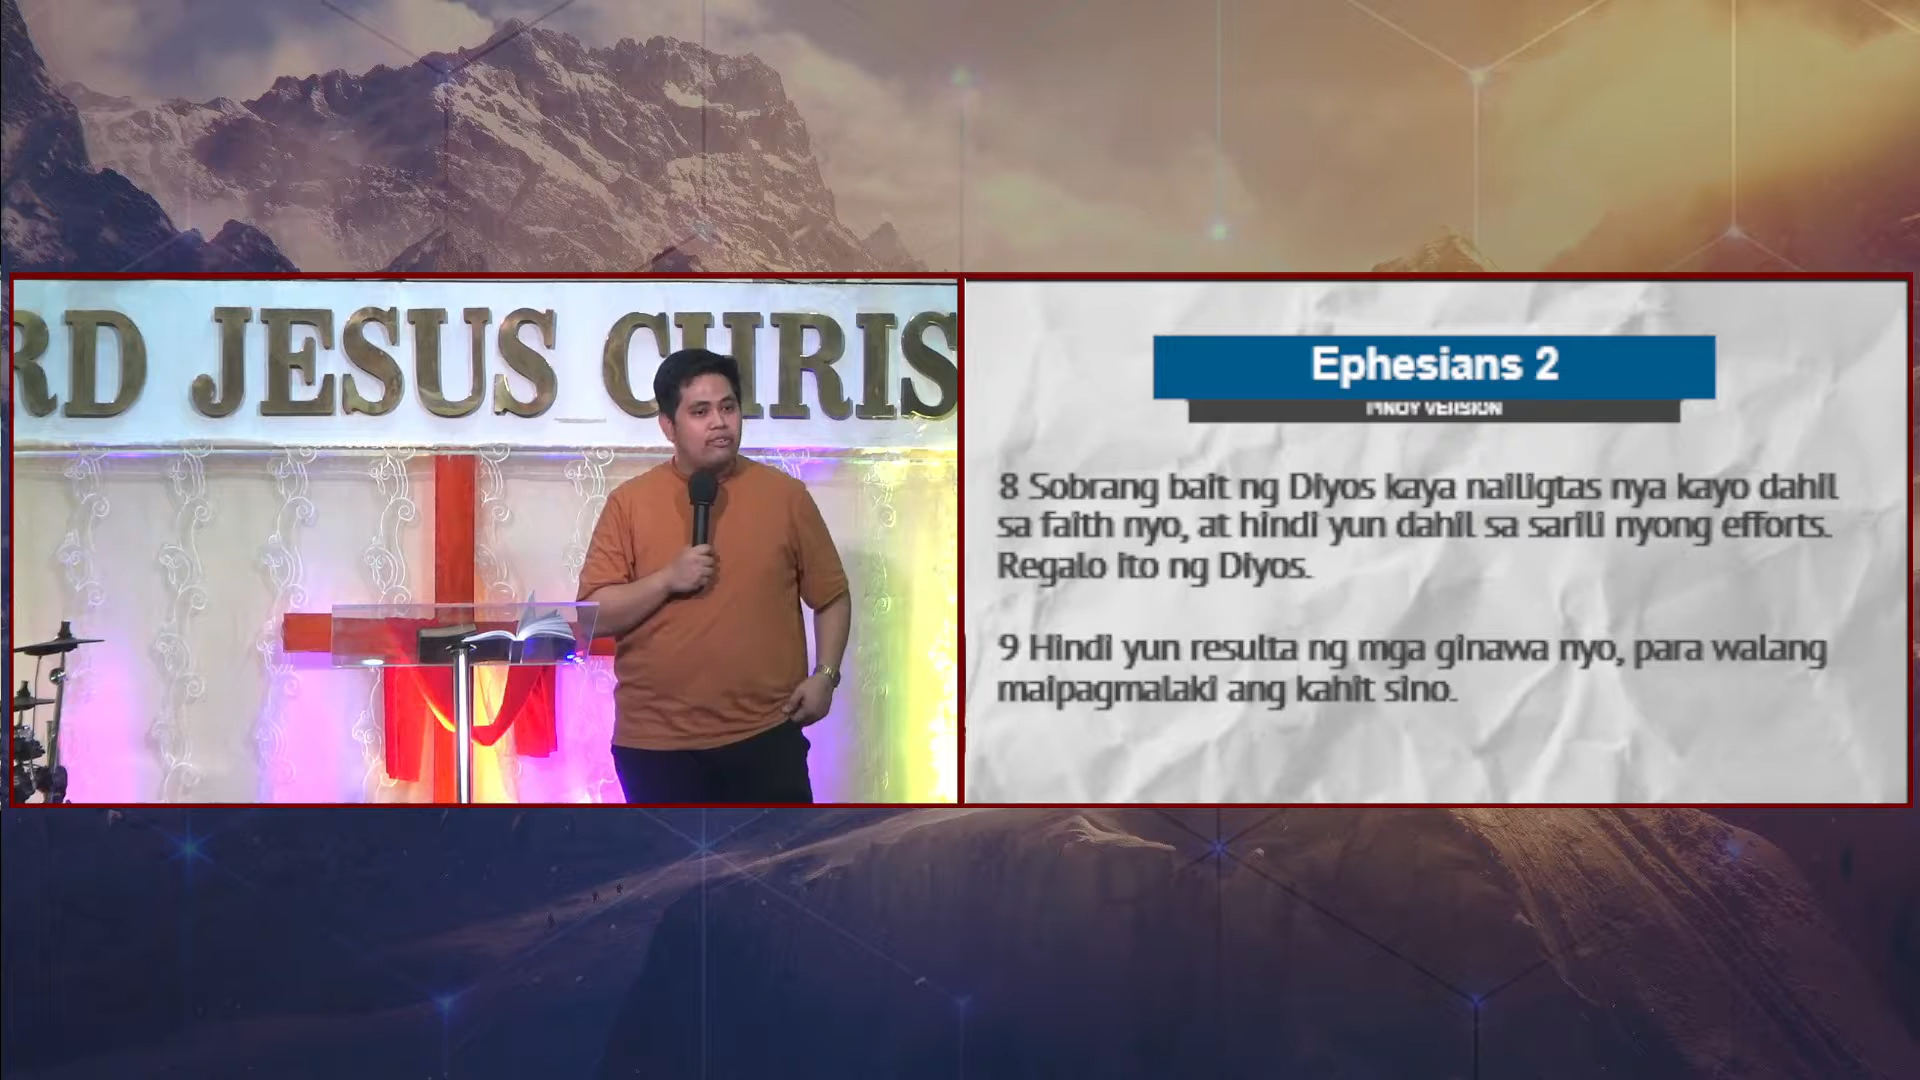 RD JESUS CHRIS
Ephesians 2
PINOY VERSION
8 Sobrang bait ng Diyos kaya nailigtas nya kayo dahil
sa faith nyo, at hindi yun dahil sa sarili nyong efforts.
Regalo ito ng Diyos.
9 Hindi yun resulta ng mga ginawa nyo, para walang
maipagmalaki ang kahit sino.